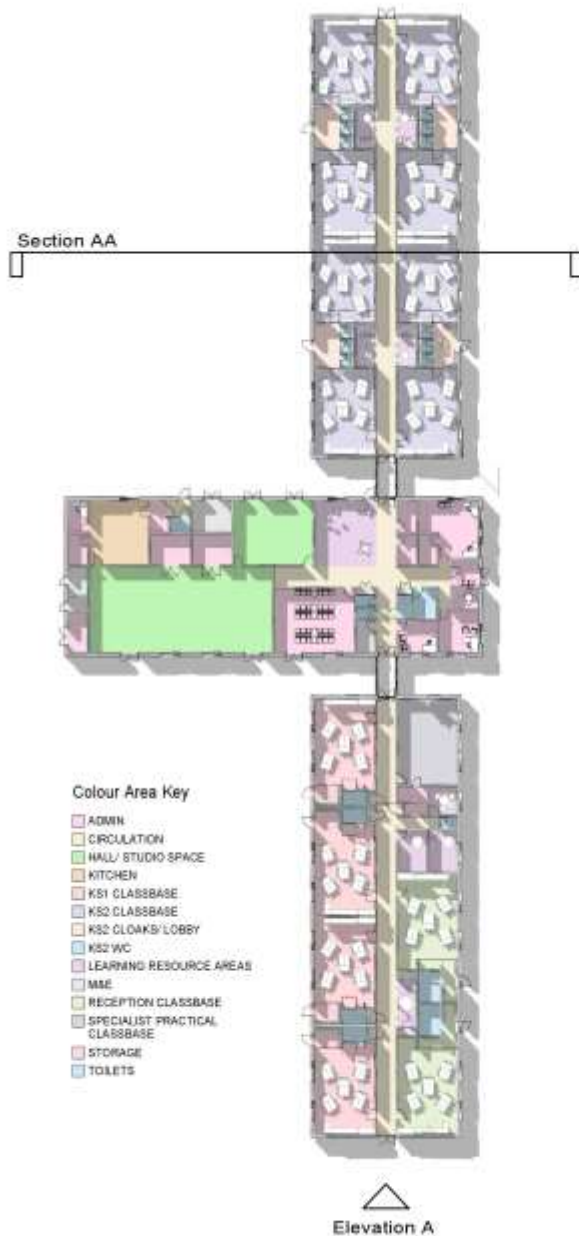 Section AA
Colour Area Key
ADMIN
CIRCULATION
HALL/ STUDIO SPACE
KITCHEN
KS1 CLASSBASE
KS2 CLASSBASE
KS2 CLOAKS/ LOBBY
KS2 WC
LEARNING RESOURCE AREAS
M&E
RECEPTION CLASSBASE
SPECIALIST PRACTICAL
CLASSBASE
STORAGE
TOILETS
Elevation A